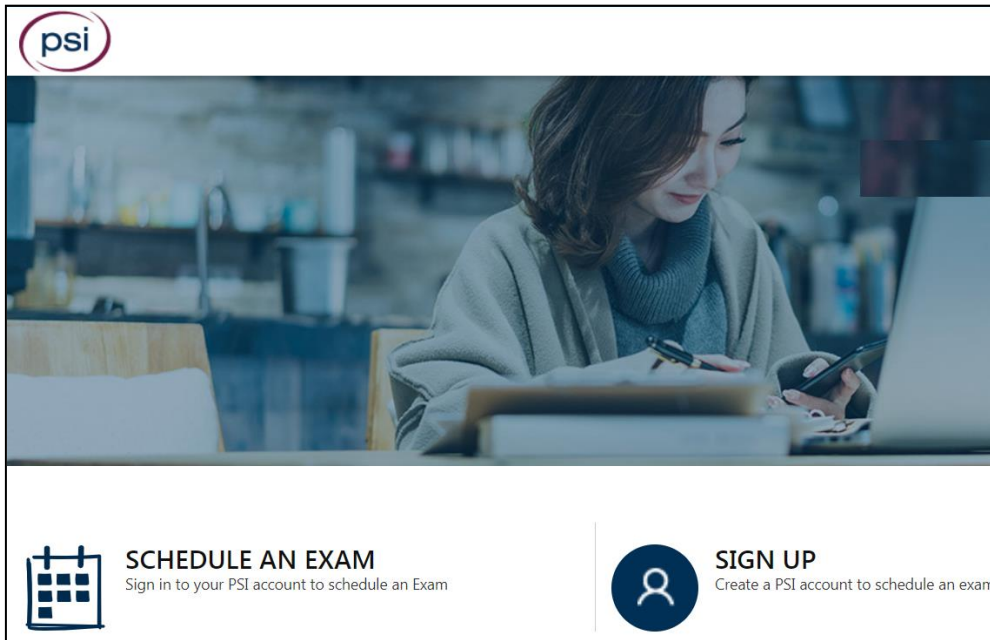 psi
SCHEDULE AN EXAM
Sign in to your PSI account to schedule an Exam
SIGN UP
Create a PSI account to schedule an exam